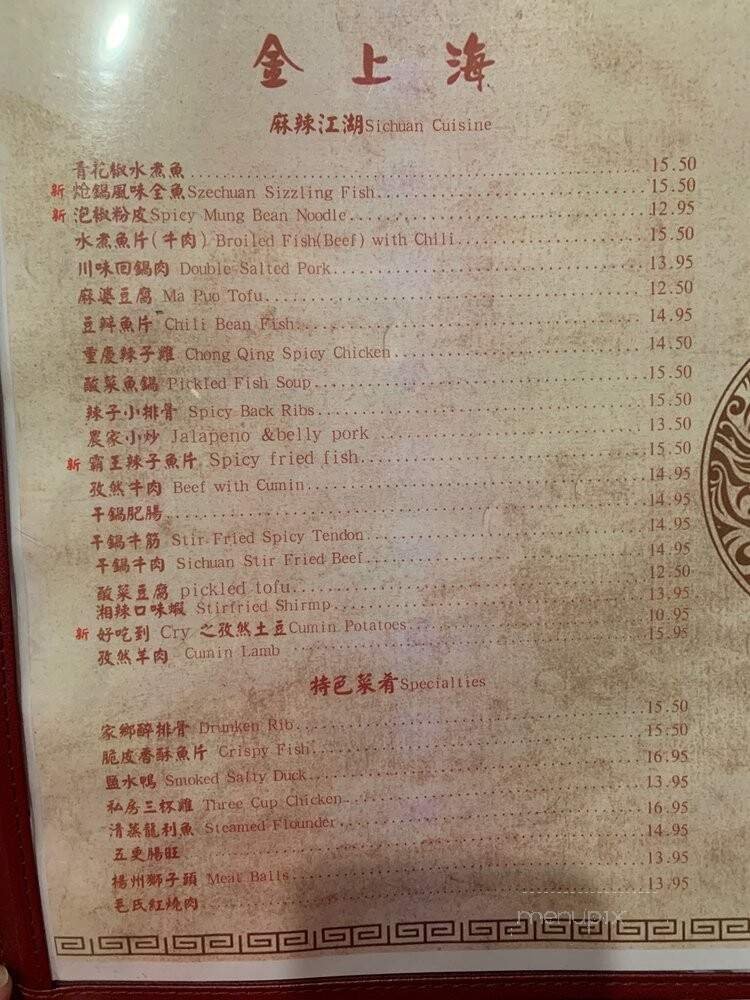 金上海
麻辣江湖Sichuan Cuisine
青花椒水煮魚 15.50
新 炝鍋風味全魚Szechuan Sizzling Fish 15.50
新 泡椒粉皮Spicy Mung Bean Noodle 12.95
水煮魚片(牛肉) Broiled Fish(Beef) with Chili 15.50
川味回鍋肉 Double Salted Pork 13.95
麻婆豆腐 Ma Puo Tofu 12.50
豆瓣魚片 Chili Bean Fish 14.95
重慶辣子雞 Chong Qing Spicy Chicken 14.50
酸菜魚鍋 Pickled Fish Soup 15.50
辣子小排骨 Spicy Back Ribs 15.50
農家小炒 Jalapeno &belly pork 13.50
新 霸王辣子魚片 Spicy fried fish 15.50
孜然牛肉 Beef with Cumin 14.95
干鍋肥腸 14.95
干鍋牛筋 Stir Fried Spicy Tendon 14.95
干鍋牛肉 Sichuan Stir Fried Beef 14.95
酸菜豆腐 pickled tofu 12.50
湘辣口味蝦 Stirfried Shirmp 13.95
新 好吃到 Cry 之孜然土豆Cumin Potatoes 10.95
孜然羊肉 Cumin Lamb 15.95
特色菜肴Specialties
家鄉醉排骨 Drunken Rib 15.50
脆皮香酥魚片 Crispy Fish 15.50
鹽水鴨 Smoked Salty Duck 16.95
私房三杯雞 Three Cup Chicken 13.95
清蒸龍利魚 Steamed Flounder 16.95
五更腸旺 14.95
揚州獅子頭 Meat Balls 13.95
毛氏紅燒肉 13.95
menupix